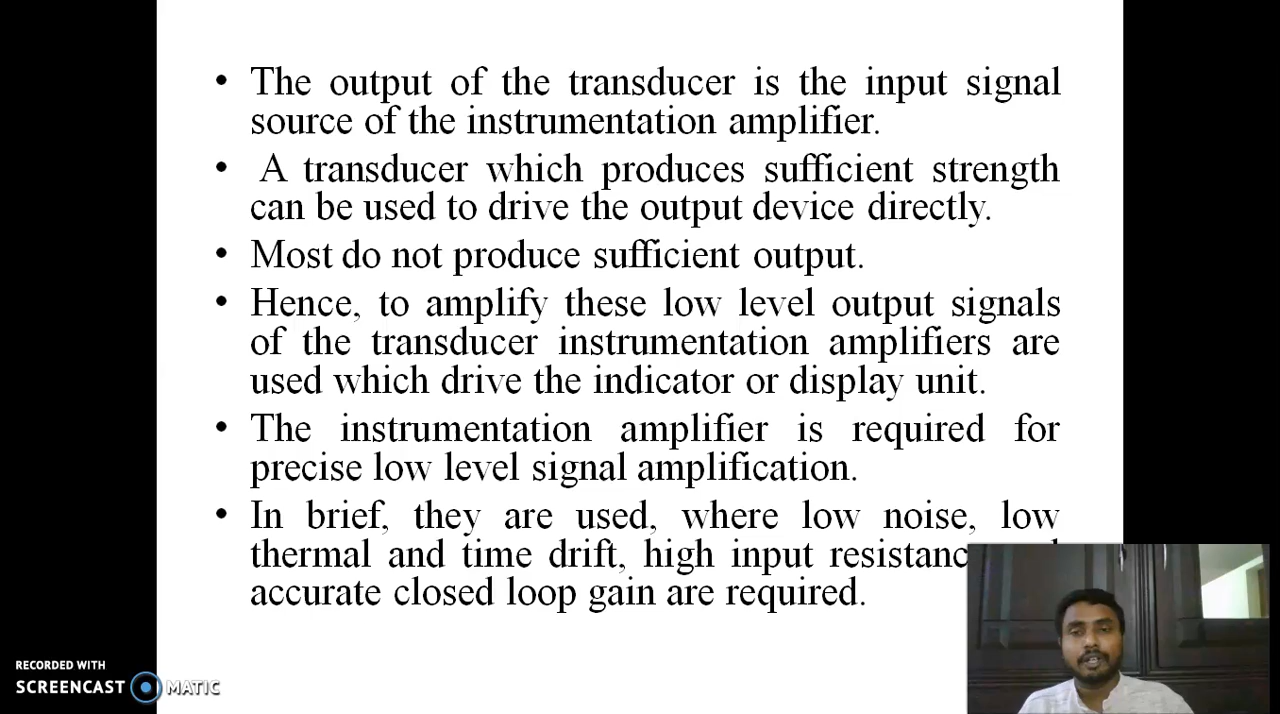 • The output of the transducer is the input signal
source of the instrumentation amplifier.
• A transducer which produces sufficient strength
can be used to drive the output device directly.
• Most do not produce sufficient output.
• Hence, to amplify these low level output signals
of the transducer instrumentation amplifiers are
used which drive the indicator or display unit.
• The instrumentation amplifier is required for
precise low level signal amplification.
• In brief, they are used, where low noise, low
thermal and time drift, high input
accurate closed loop gain are required.
RECORDED WITH
SCREENCAST MATIC